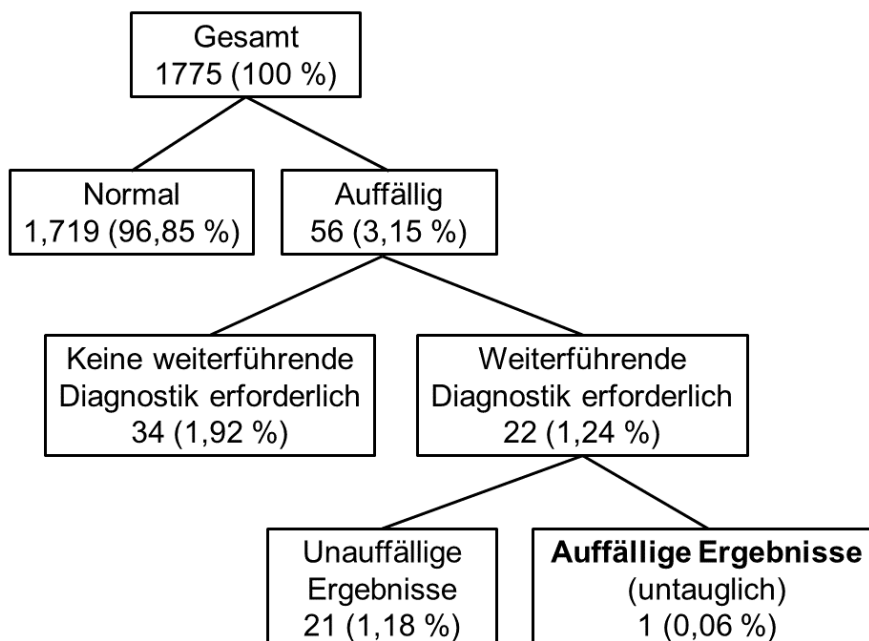 Gesamt
1775 (100 %)
Normal
1,719 (96,85 %)
Auffällig
56 (3,15 %)
Keine weiterführende
Diagnostik erforderlich
34 (1,92 %)
Weiterführende
Diagnostik erforderlich
22 (1,24 %)
Unauffällige
Ergebnisse
21 (1,18 %)
Auffällige Ergebnisse
(untauglich)
1 (0,06 %)